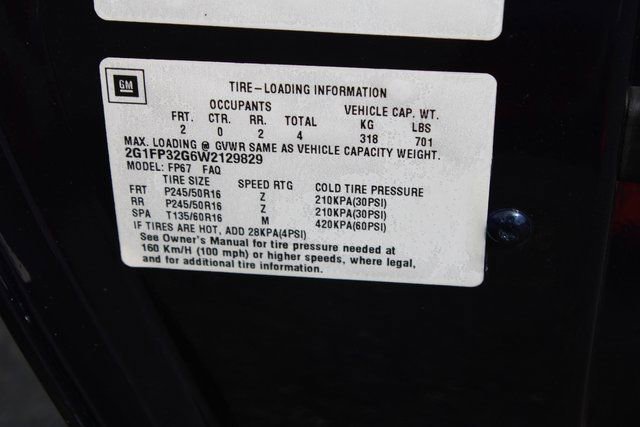 GM
TIRE-LOADING INFORMATION
OCCUPANTS VEHICLE CAP. WT.
FRT. CTR. RR. TOTAL KG LBS
2 0 2 4 318 701
MAX. LOADING @ GVWR SAME AS VEHICLE CAPACITY WEIGHT.
2G1FP32G6W2129829
MODEL: FP67 FAQ
TIRE SIZE SPEED RTG COLD TIRE PRESSURE
FRT P245/50R16 Z 210KPA(30PSI)
RR P245/50R16 Z 210KPA(30PSI)
SPA T135/60R16 M 420KPA(60PSI)
IF TIRES ARE HOT, ADD 28KPA(4PSI)
See Owner's Manual for tire pressure needed at
160 Km/H (100 mph) or higher speeds, where legal,
and for additional tire information.